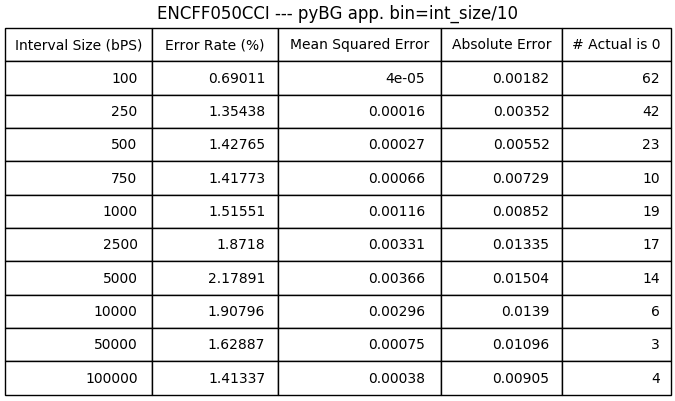 ENCFF050CCI --- pyBG app. bin=int_size/10
Interval Size (bPS) Error Rate (%) Mean Squared Error Absolute Error # Actual is 0
100 0.69011 4e-05 0.00182 62
250 1.35438 0.00016 0.00352 42
500 1.42765 0.00027 0.00552 23
750 1.41773 0.00066 0.00729 10
1000 1.51551 0.00116 0.00852 19
2500 1.8718 0.00331 0.01335 17
5000 2.17891 0.00366 0.01504 14
10000 1.90796 0.00296 0.0139 6
50000 1.62887 0.00075 0.01096 3
100000 1.41337 0.00038 0.00905 4